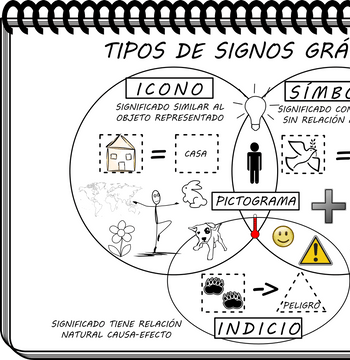 TIPOS DE SIGNOS GRÁ
ICONO
SIGNIFICADO SIMILAR AL
OBJETO REPRESENTADO
SÍMBO
SIGNIFICADO CON
SIN RELACIÓN
CASA
PICTOGRAMA
PELIGRO
INDICIO
SIGNIFICADO TIENE RELACIÓN
NATURAL CAUSA-EFECTO